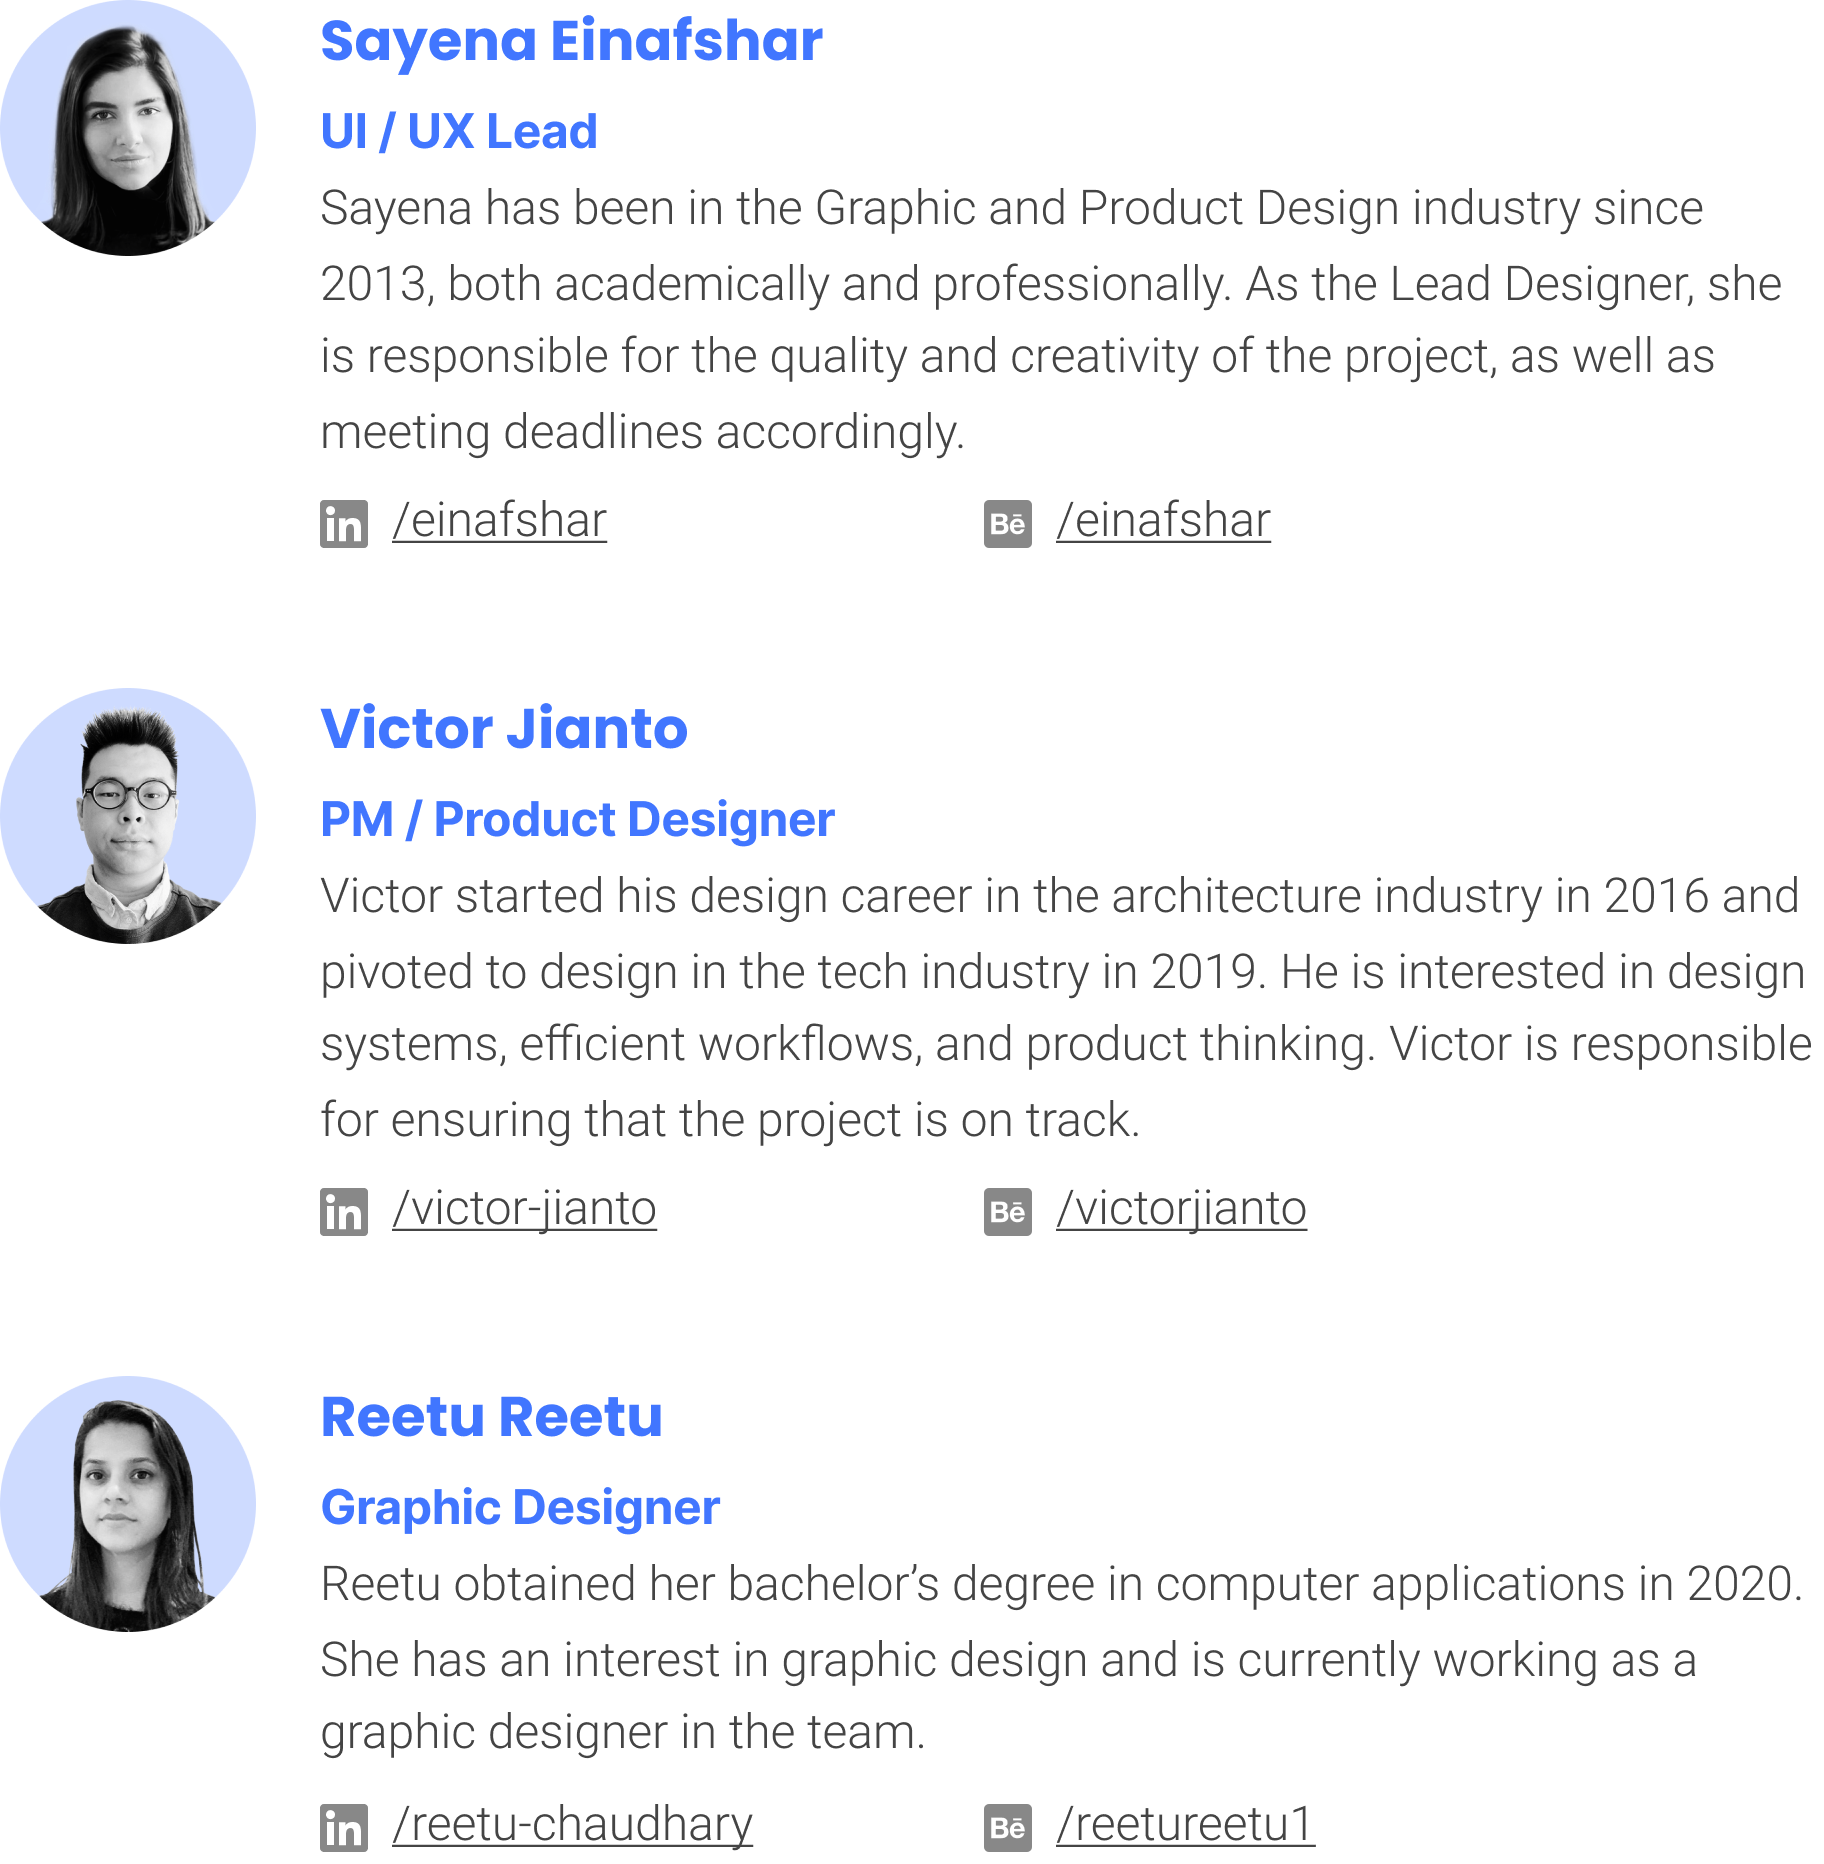 Sayena Einafshar
UI / UX Lead
Sayena has been in the Graphic and Product Design industry since
2013, both academically and professionally. As the Lead Designer, she
is responsible for the quality and creativity of the project, as well as
meeting deadlines accordingly.
in /einafshar Bē /einafshar
Victor Jianto
PM / Product Designer
Victor started his design career in the architecture industry in 2016 and
pivoted to design in the tech industry in 2019. He is interested in design
systems, efficient workflows, and product thinking. Victor is responsible
for ensuring that the project is on track.
in /victor-jianto Bē /victorjianto
Reetu Reetu
Graphic Designer
Reetu obtained her bachelor’s degree in computer applications in 2020.
She has an interest in graphic design and is currently working as a
graphic designer in the team.
in /reetu-chaudhary Bē /reetureetu1